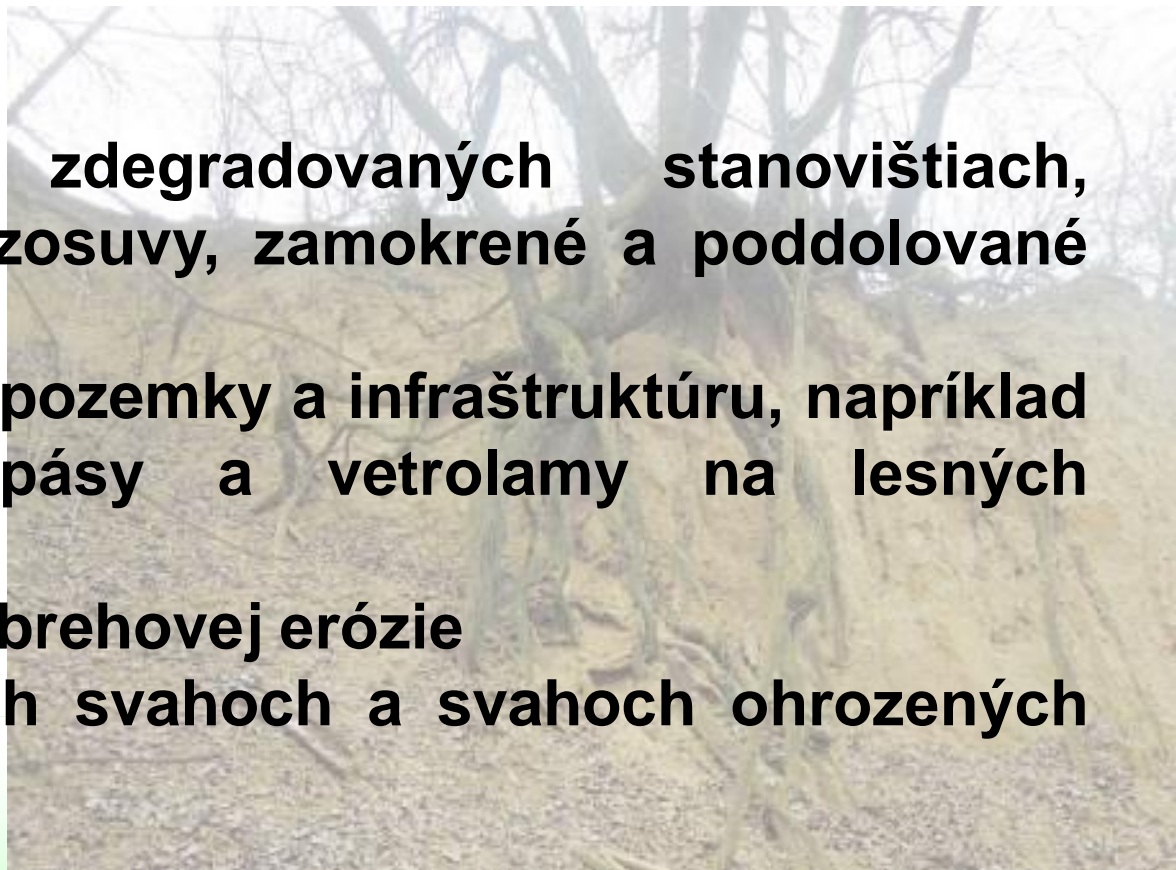 zdegradovaných stanovištiach,
zosuvy, zamokrené a poddolované
pozemky a infraštruktúru, napríklad
pásy a vetrolamy na lesných
brehovej erózie
h svahoch a svahoch ohrozených